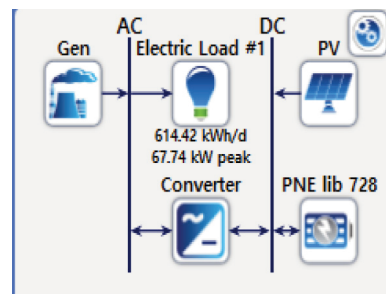 AC DC
Gen Electric Load #1 PV
614.42 kWh/d
67.74 kW peak
Converter PNE lib 728